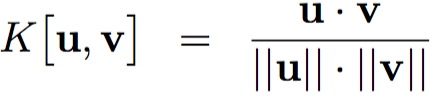 K[u, v] = u · v / ||u|| · ||v||